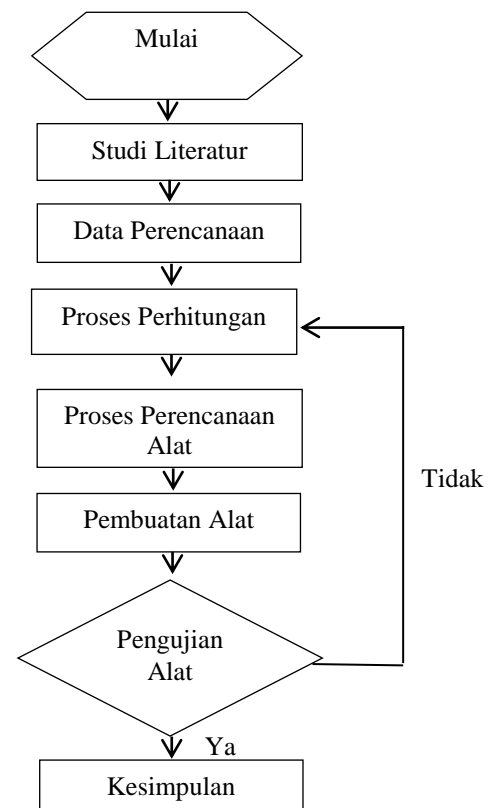 Mulai
Studi Literatur
Data Perencanaan
Proses Perhitungan
Proses Perencanaan
Alat
Tidak
Pembuatan Alat
Pengujian
Alat
Ya
Kesimpulan